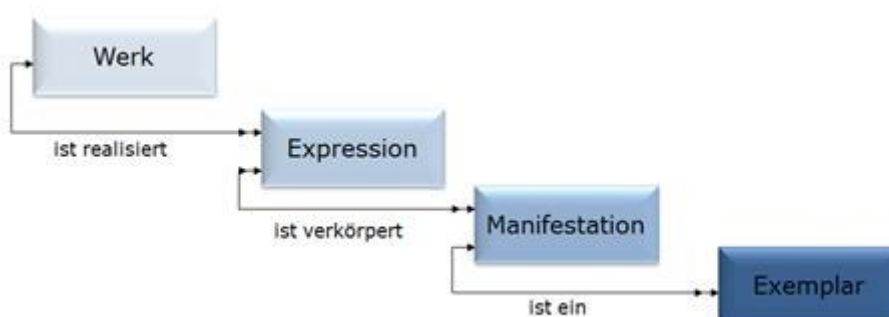 Werk
ist realisiert
Expression
ist verkörpert
Manifestation
ist ein
Exemplar